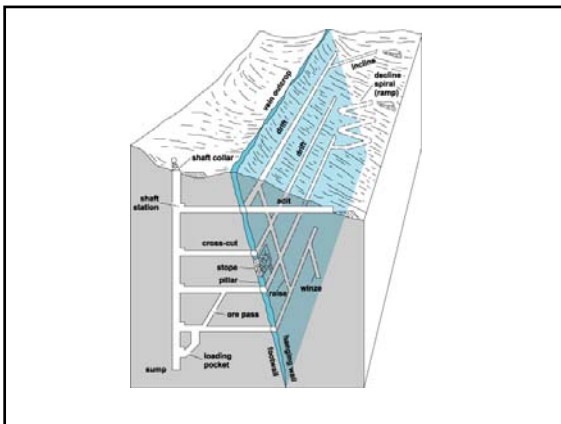 vein outcrop
incline
decline
spiral
(ramp)
drift
drift
shaft collar
shaft
station
adit
cross-cut
stope
pillar
raise
winze
ore pass
loading
pocket
sump
footwall
hanging wall